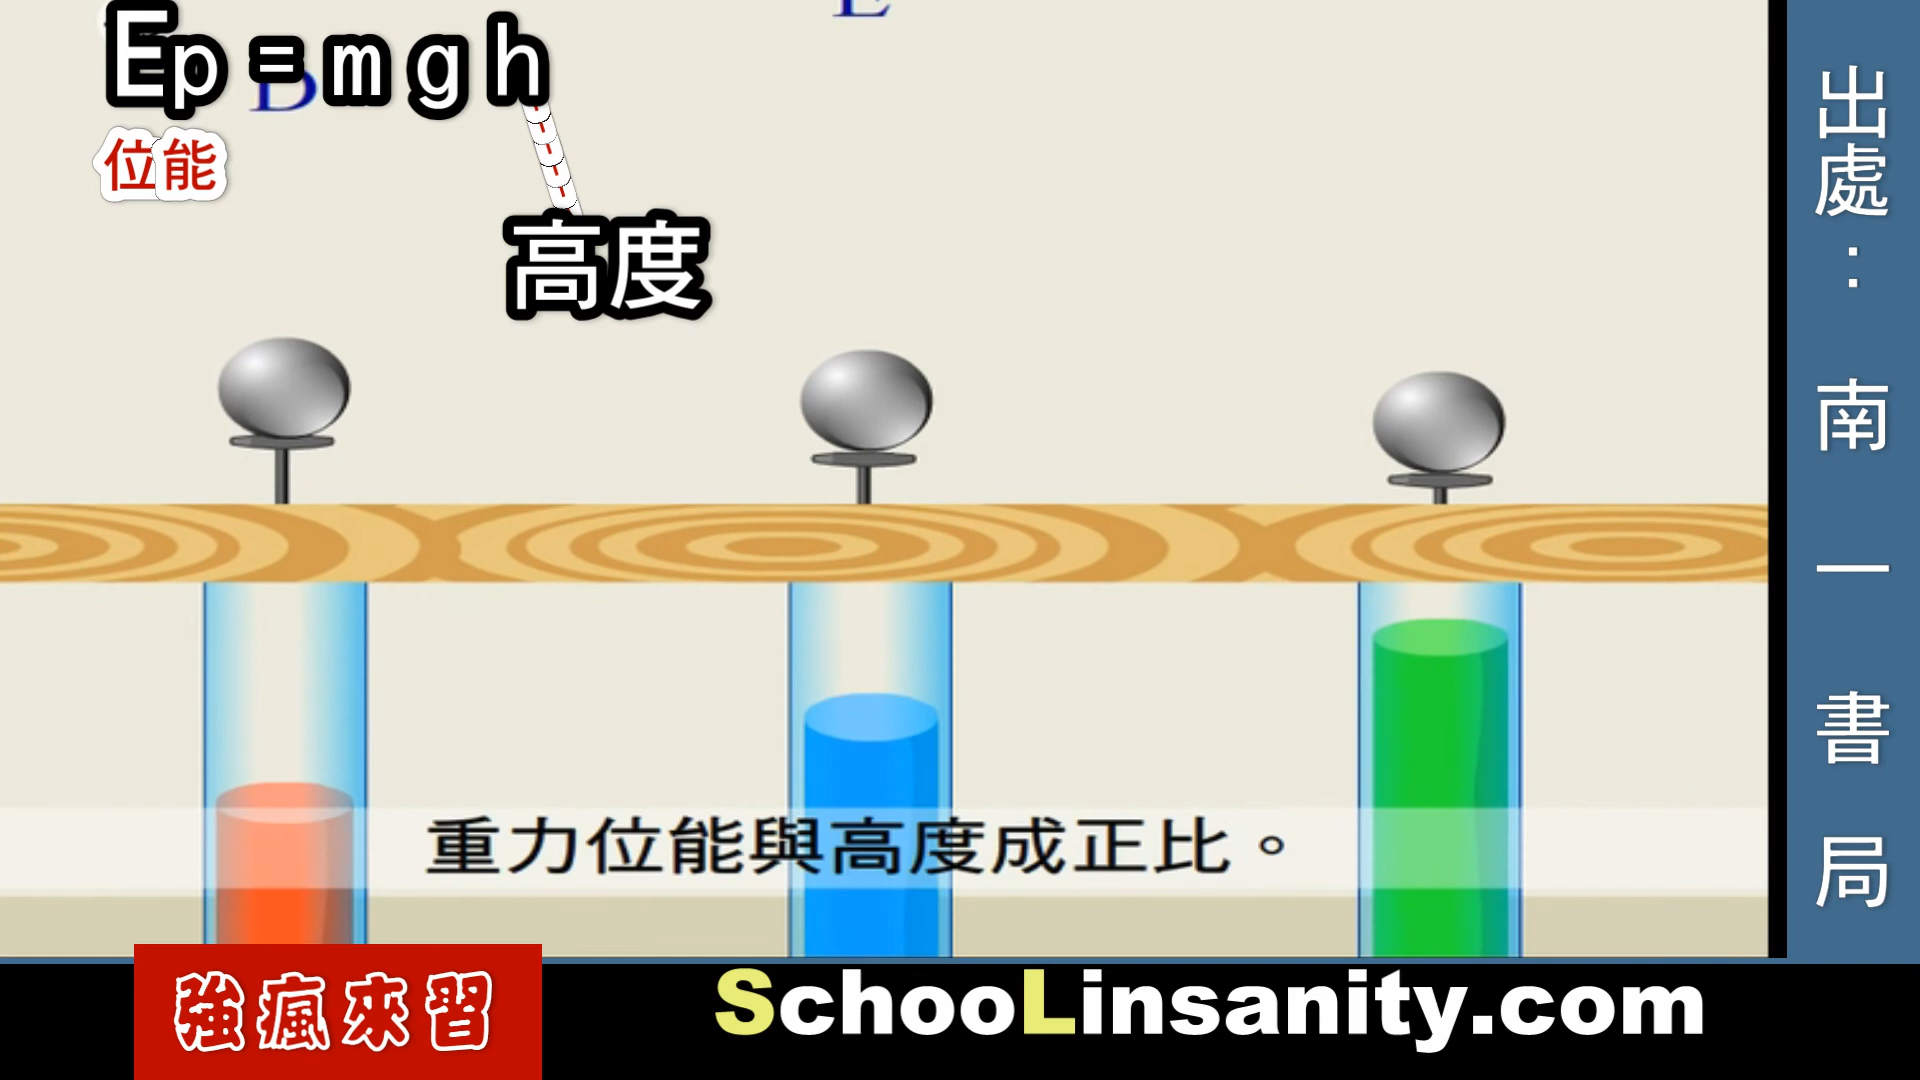 E
Ep=mgh
D
位能
高度
重力位能與高度成正比。
出處：南一書局
強瘋來習
SchooLinsanity.com